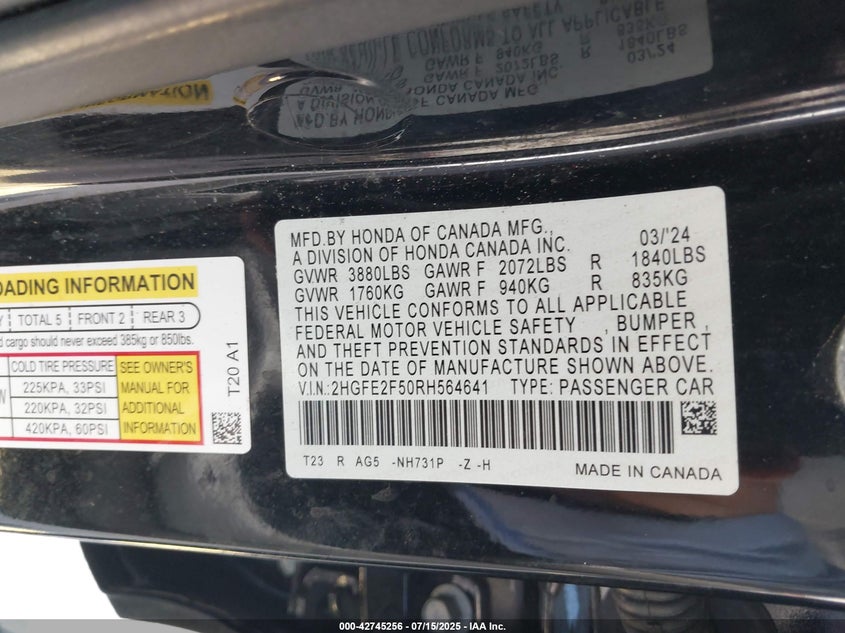 MFD.BY HONDA OF CANADA MFG., 03/'24
A DIVISION OF HONDA CANADA INC.
GVWR 3880LBS GAWR F 2072LBS R 1840LBS
GVWR 1760KG GAWR F 940KG R 835KG
THIS VEHICLE CONFORMS TO ALL APPLICABLE
FEDERAL MOTOR VEHICLE SAFETY , BUMPER ,
AND THEFT PREVENTION STANDARDS IN EFFECT
ON THE DATE OF MANUFACTURE SHOWN ABOVE.
V.I.N.:2HGFE2F50RH564641 TYPE: PASSENGER CAR
T23 R AG5 -NH731P -Z -H
MADE IN CANADA
OADING INFORMATION
Y TOTAL 5 FRONT 2 REAR 3
d cargo should never exceed 385kg or 850lbs.
COLD TIRE PRESSURE
225KPA, 33PSI
220KPA, 32PSI
420KPA, 60PSI
SEE OWNER'S
MANUAL FOR
ADDITIONAL
INFORMATION
T20 A1
000-42745256 - 07/15/2025 - IAA Inc.